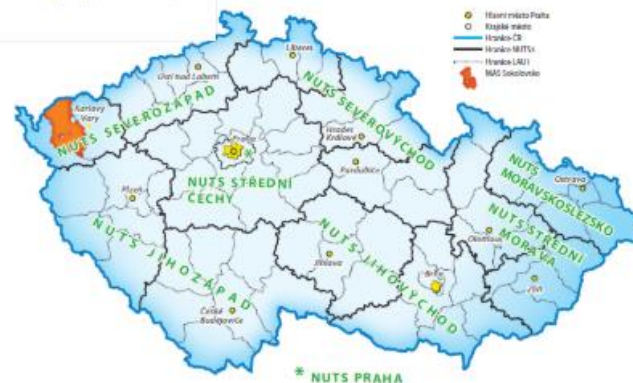 Hlavní město Praha
Krajské město
Hranice ČR
Hranice NUTS
Hranice LAU 1
MAS Sokolovsko
Liberec
Ústí nad Labem
Karlovy
Vary
NUTS SEVEROZÁPAD
NUTS SEVEROVÝCHOD
Hradec
Králové
Praha
*
Pardubice
NUTS STŘEDNÍ
ČECHY
Plzeň
NUTS
MORAVSKOSLEZSKO
Ostrava
NUTS STŘEDNÍ
MORAVA
Olomouc
NUTS JIHOZÁPAD
NUTS JIHOVÝCHOD
Jihlava
Brno
Zlín
České
Budějovice
* NUTS PRAHA